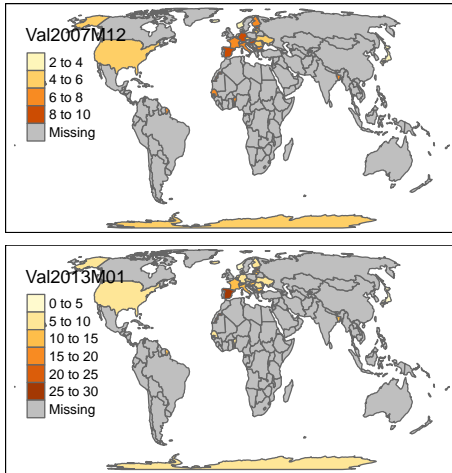 Val2007M12
2 to 4
4 to 6
6 to 8
8 to 10
Missing
Val2013M01
0 to 5
5 to 10
10 to 15
15 to 20
20 to 25
25 to 30
Missing